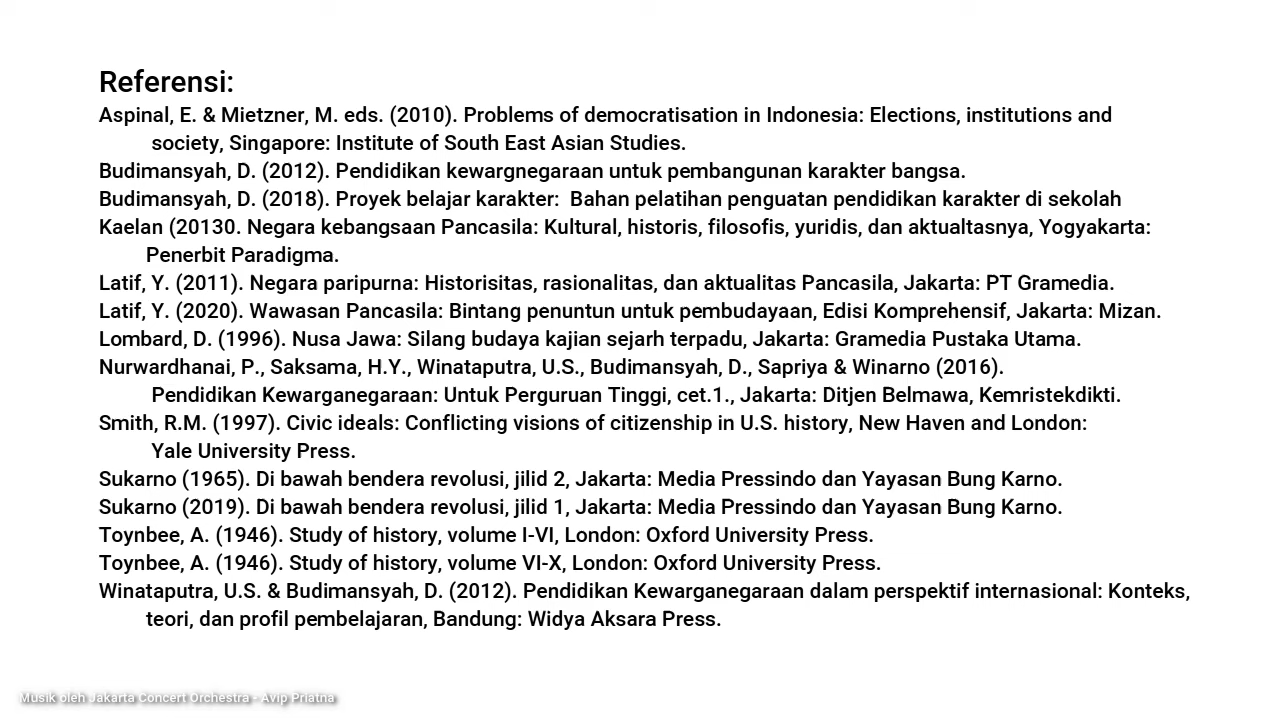 Referensi:
Aspinal, E. & Mietzner, M. eds. (2010). Problems of democratisation in Indonesia: Elections, institutions and
society, Singapore: Institute of South East Asian Studies.
Budimansyah, D. (2012). Pendidikan kewargnegaraan untuk pembangunan karakter bangsa.
Budimansyah, D. (2018). Proyek belajar karakter:  Bahan pelatihan penguatan pendidikan karakter di sekolah
Kaelan (20130. Negara kebangsaan Pancasila: Kultural, historis, filosofis, yuridis, dan aktualtasnya, Yogyakarta:
Penerbit Paradigma.
Latif, Y. (2011). Negara paripurna: Historisitas, rasionalitas, dan aktualitas Pancasila, Jakarta: PT Gramedia.
Latif, Y. (2020). Wawasan Pancasila: Bintang penuntun untuk pembudayaan, Edisi Komprehensif, Jakarta: Mizan.
Lombard, D. (1996). Nusa Jawa: Silang budaya kajian sejarh terpadu, Jakarta: Gramedia Pustaka Utama.
Nurwardhanai, P., Saksama, H.Y., Winataputra, U.S., Budimansyah, D., Sapriya & Winarno (2016).
Pendidikan Kewarganegaraan: Untuk Perguruan Tinggi, cet.1., Jakarta: Ditjen Belmawa, Kemristekdikti.
Smith, R.M. (1997). Civic ideals: Conflicting visions of citizenship in U.S. history, New Haven and London:
Yale University Press.
Sukarno (1965). Di bawah bendera revolusi, jilid 2, Jakarta: Media Pressindo dan Yayasan Bung Karno.
Sukarno (2019). Di bawah bendera revolusi, jilid 1, Jakarta: Media Pressindo dan Yayasan Bung Karno.
Toynbee, A. (1946). Study of history, volume I-VI, London: Oxford University Press.
Toynbee, A. (1946). Study of history, volume VI-X, London: Oxford University Press.
Winataputra, U.S. & Budimansyah, D. (2012). Pendidikan Kewarganegaraan dalam perspektif internasional: Konteks,
teori, dan profil pembelajaran, Bandung: Widya Aksara Press.
Musik oleh Jakarta Concert Orchestra - Avip Priatna